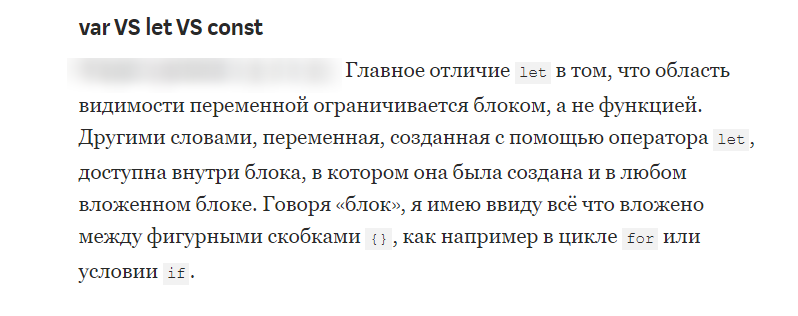 var VS let VS const
Главное отличие let в том, что область
видимости переменной ограничивается блоком, а не функцией.
Другими словами, переменная, созданная с помощью оператора let,
доступна внутри блока, в котором она была создана и в любом
вложенном блоке. Говоря «блок», я имею ввиду всё что вложено
между фигурными скобками {}, как например в цикле for или
условии if.